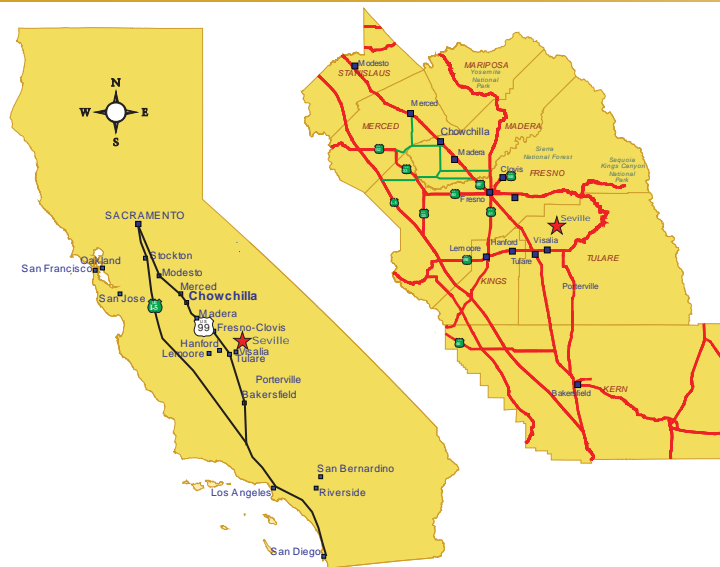 N
W E
S
SACRAMENTO
Stockton
Oakland
San Francisco
Modesto
Merced
San Jose
Chowchilla
Madera
99
Fresno-Clovis
Hanford
Seville
Lemoore
Visalia
Tulare
Porterville
Bakersfield
San Bernardino
Los Angeles
Riverside
San Diego
Modesto
STANISLAUS
MARIPOSA
Yosemite
National
Park
Merced
MERCED
Chowchilla
MADERA
Madera
Sierra
National Forest
Clovis
FRESNO
Sequoia
Kings Canyon
National
Park
Fresno
Seville
Lemoore
Hanford
Visalia
Tulare
TULARE
KINGS
Porterville
Bakersfield
KERN